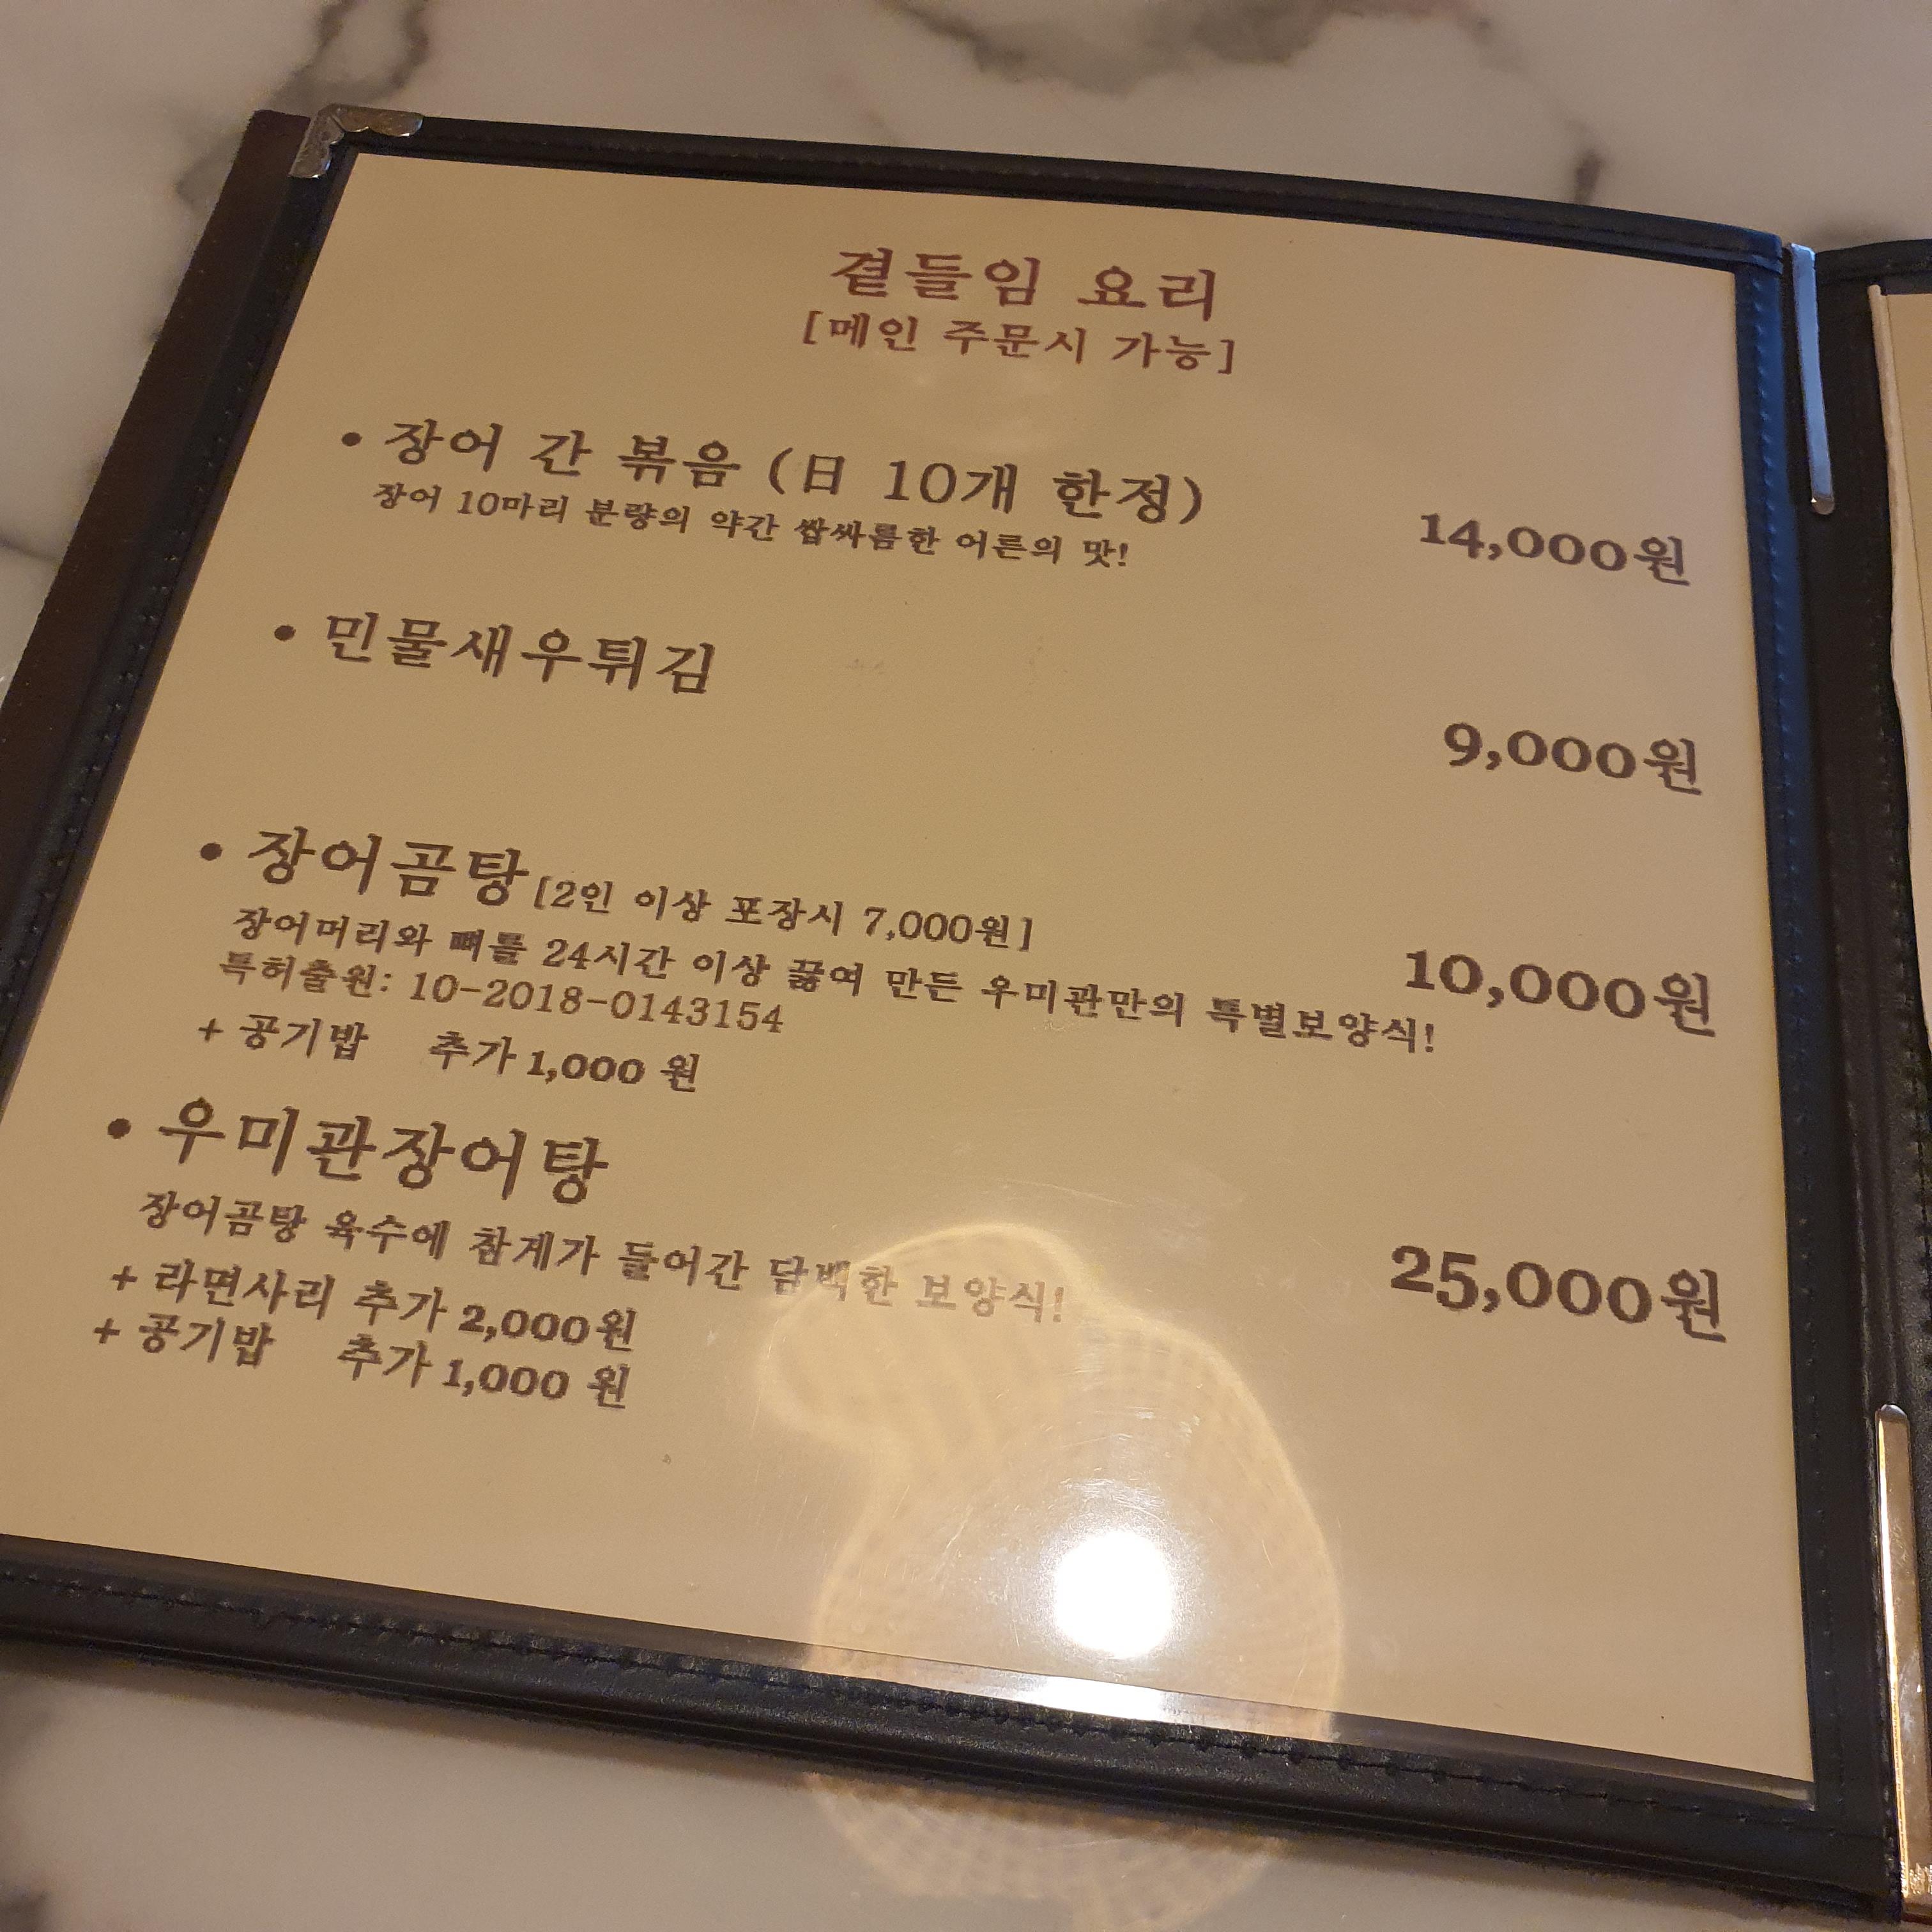 곁들임 요리
[메인 주문시 가능]
• 장어 간 볶음 (日 10개 한정)
14,000원
장어 10마리 분량의 약간 쌉싸름한 어른의 맛!
• 민물새우튀김
9,000원
• 장어곰탕 [2인 이상 포장시 7,000원]
10,000원
장어머리와 뼈를 24시간 이상 끓여 만든 우미관만의 특별보양식!
특허출원: 10-2018-0143154
+ 공기밥 추가 1,000 원
• 우미관장어탕
25,000원
장어곰탕 육수에 참게가 들어간 담백한 보양식!
+ 라면사리 추가 2,000원
+ 공기밥 추가 1,000 원